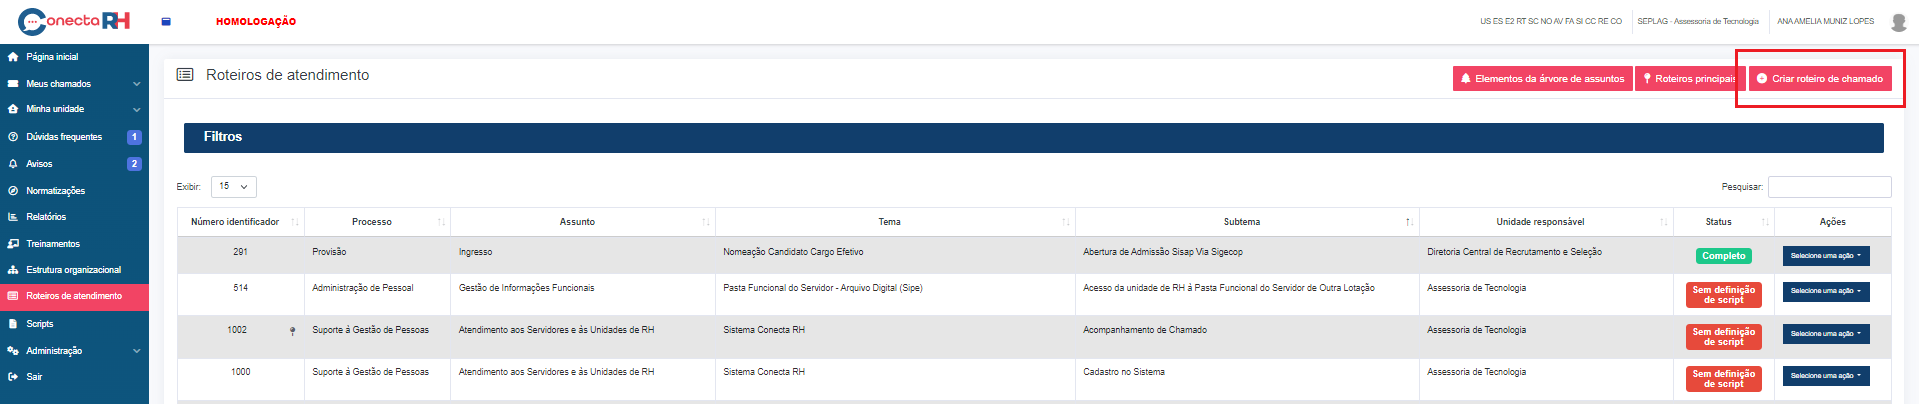 Conecta RH
HOMOLOGAÇÃO
US ES E2 RT SC NO AV FA SI CC RE CO
SEPLAG - Assessoria de Tecnologia
ANA AMELIA MUNIZ LOPES
Página inicial
Meus chamados
Minha unidade
Dúvidas frequentes 1
Avisos 2
Normatizações
Relatórios
Treinamentos
Estrutura organizacional
Roteiros de atendimento
Scripts
Administração
Sair
Roteiros de atendimento
Elementos da árvore de assuntos
Roteiros principais
Criar roteiro de chamado
Filtros
Exibir: 15
Pesquisar:
Número identificador Processo Assunto Tema Subtema Unidade responsável Status Ações
291 Provisão Ingresso Nomeação Candidato Cargo Efetivo Abertura de Admissão Sisap Via Sigecop Diretoria Central de Recrutamento e Seleção Completo Selecione uma ação
514 Administração de Pessoal Gestão de Informações Funcionais Pasta Funcional do Servidor - Arquivo Digital (Sipe) Acesso da unidade de RH à Pasta Funcional do Servidor de Outra Lotação Assessoria de Tecnologia Sem definição de script Selecione uma ação
1002 Suporte à Gestão de Pessoas Atendimento aos Servidores e às Unidades de RH Sistema Conecta RH Acompanhamento de Chamado Assessoria de Tecnologia Sem definição de script Selecione uma ação
1000 Suporte à Gestão de Pessoas Atendimento aos Servidores e às Unidades de RH Sistema Conecta RH Cadastro no Sistema Assessoria de Tecnologia Sem definição de script Selecione uma ação